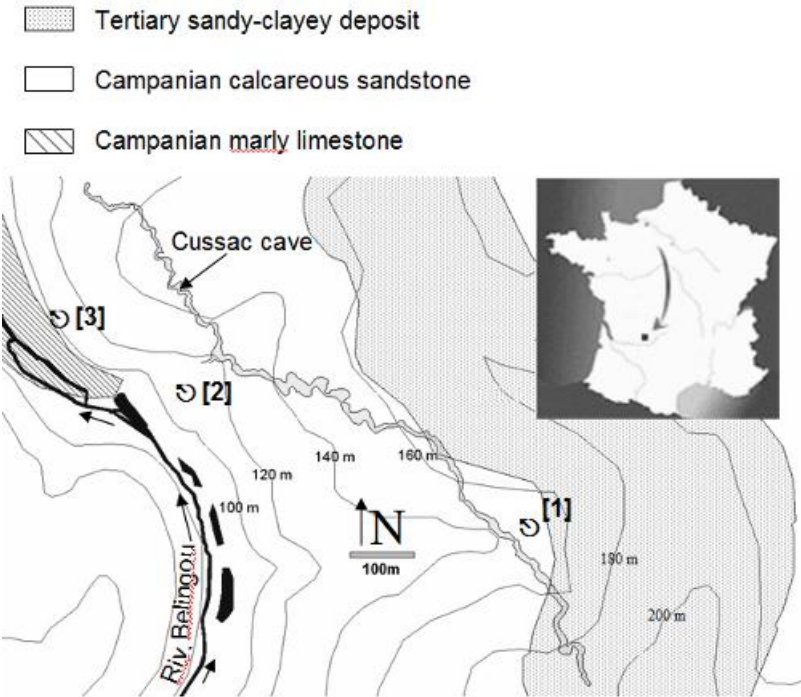 Tertiary sandy-clayey deposit
Campanian calcareous sandstone
Campanian marly limestone
Cussac cave
[3]
[2]
140 m
160 m
120 m
100 m
[1]
N
100m
180 m
200 m
Riv. Belingou